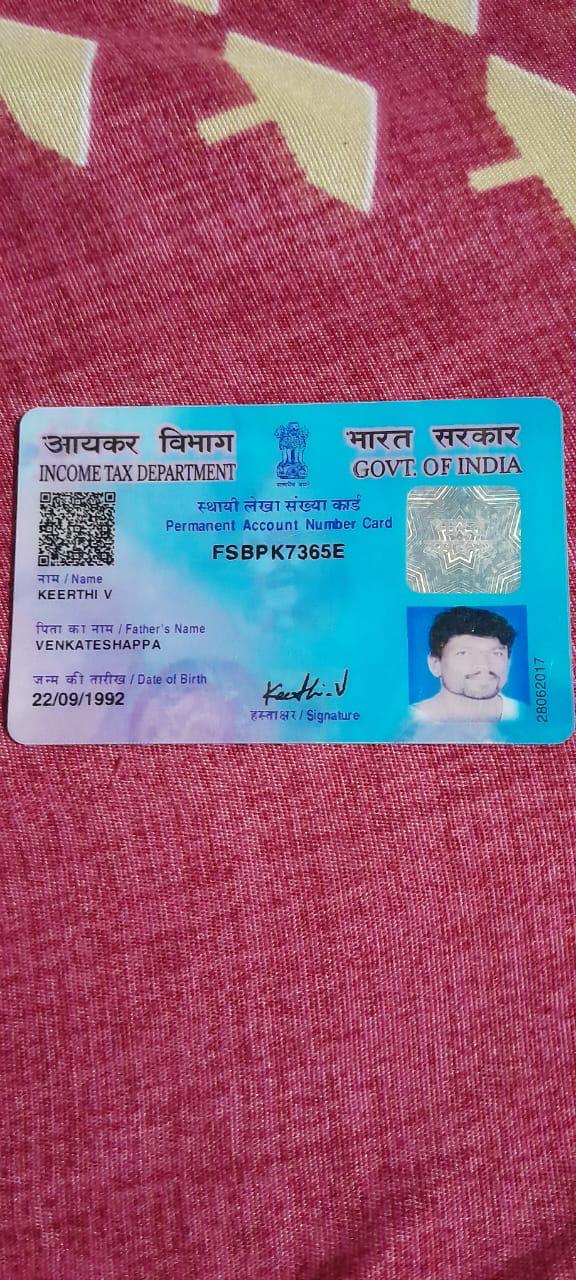 आयकर विभाग
INCOME TAX DEPARTMENT
भारत सरकार
GOVT. OF INDIA
स्थायी लेखा संख्या कार्ड
Permanent Account Number Card
FSBPK7365E
नाम / Name
KEERTHI V
पिता का नाम / Father's Name
VENKATESHAPPA
जन्म की तारीख / Date of Birth
22/09/1992
Keerthi.V
हस्ताक्षर / Signature
28062017